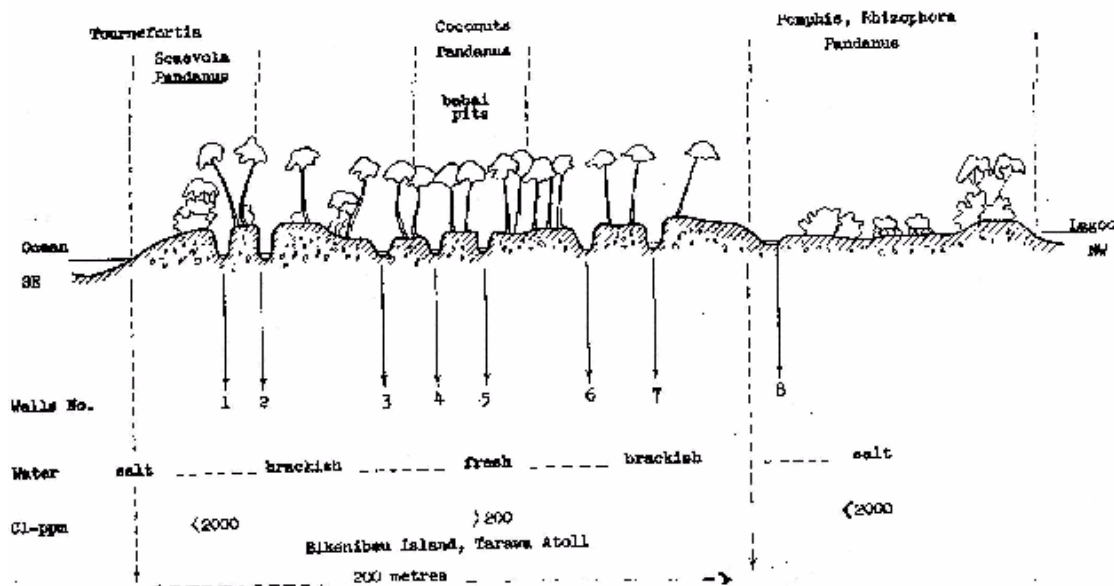 Tournefortia
Scaevola
Pandanus
Coconuts
Pandanus
bobai
pits
Pemphis, Rhizophora
Pandanus
Ocean
SE
Lagoo
NW
Wells No.
1 2 3 4 5 6 7 8
Water salt brackish fresh brackish salt
Cl-ppm <2000 >200 <2000
Bikenibeu Island, Tarawa Atoll
200 metres